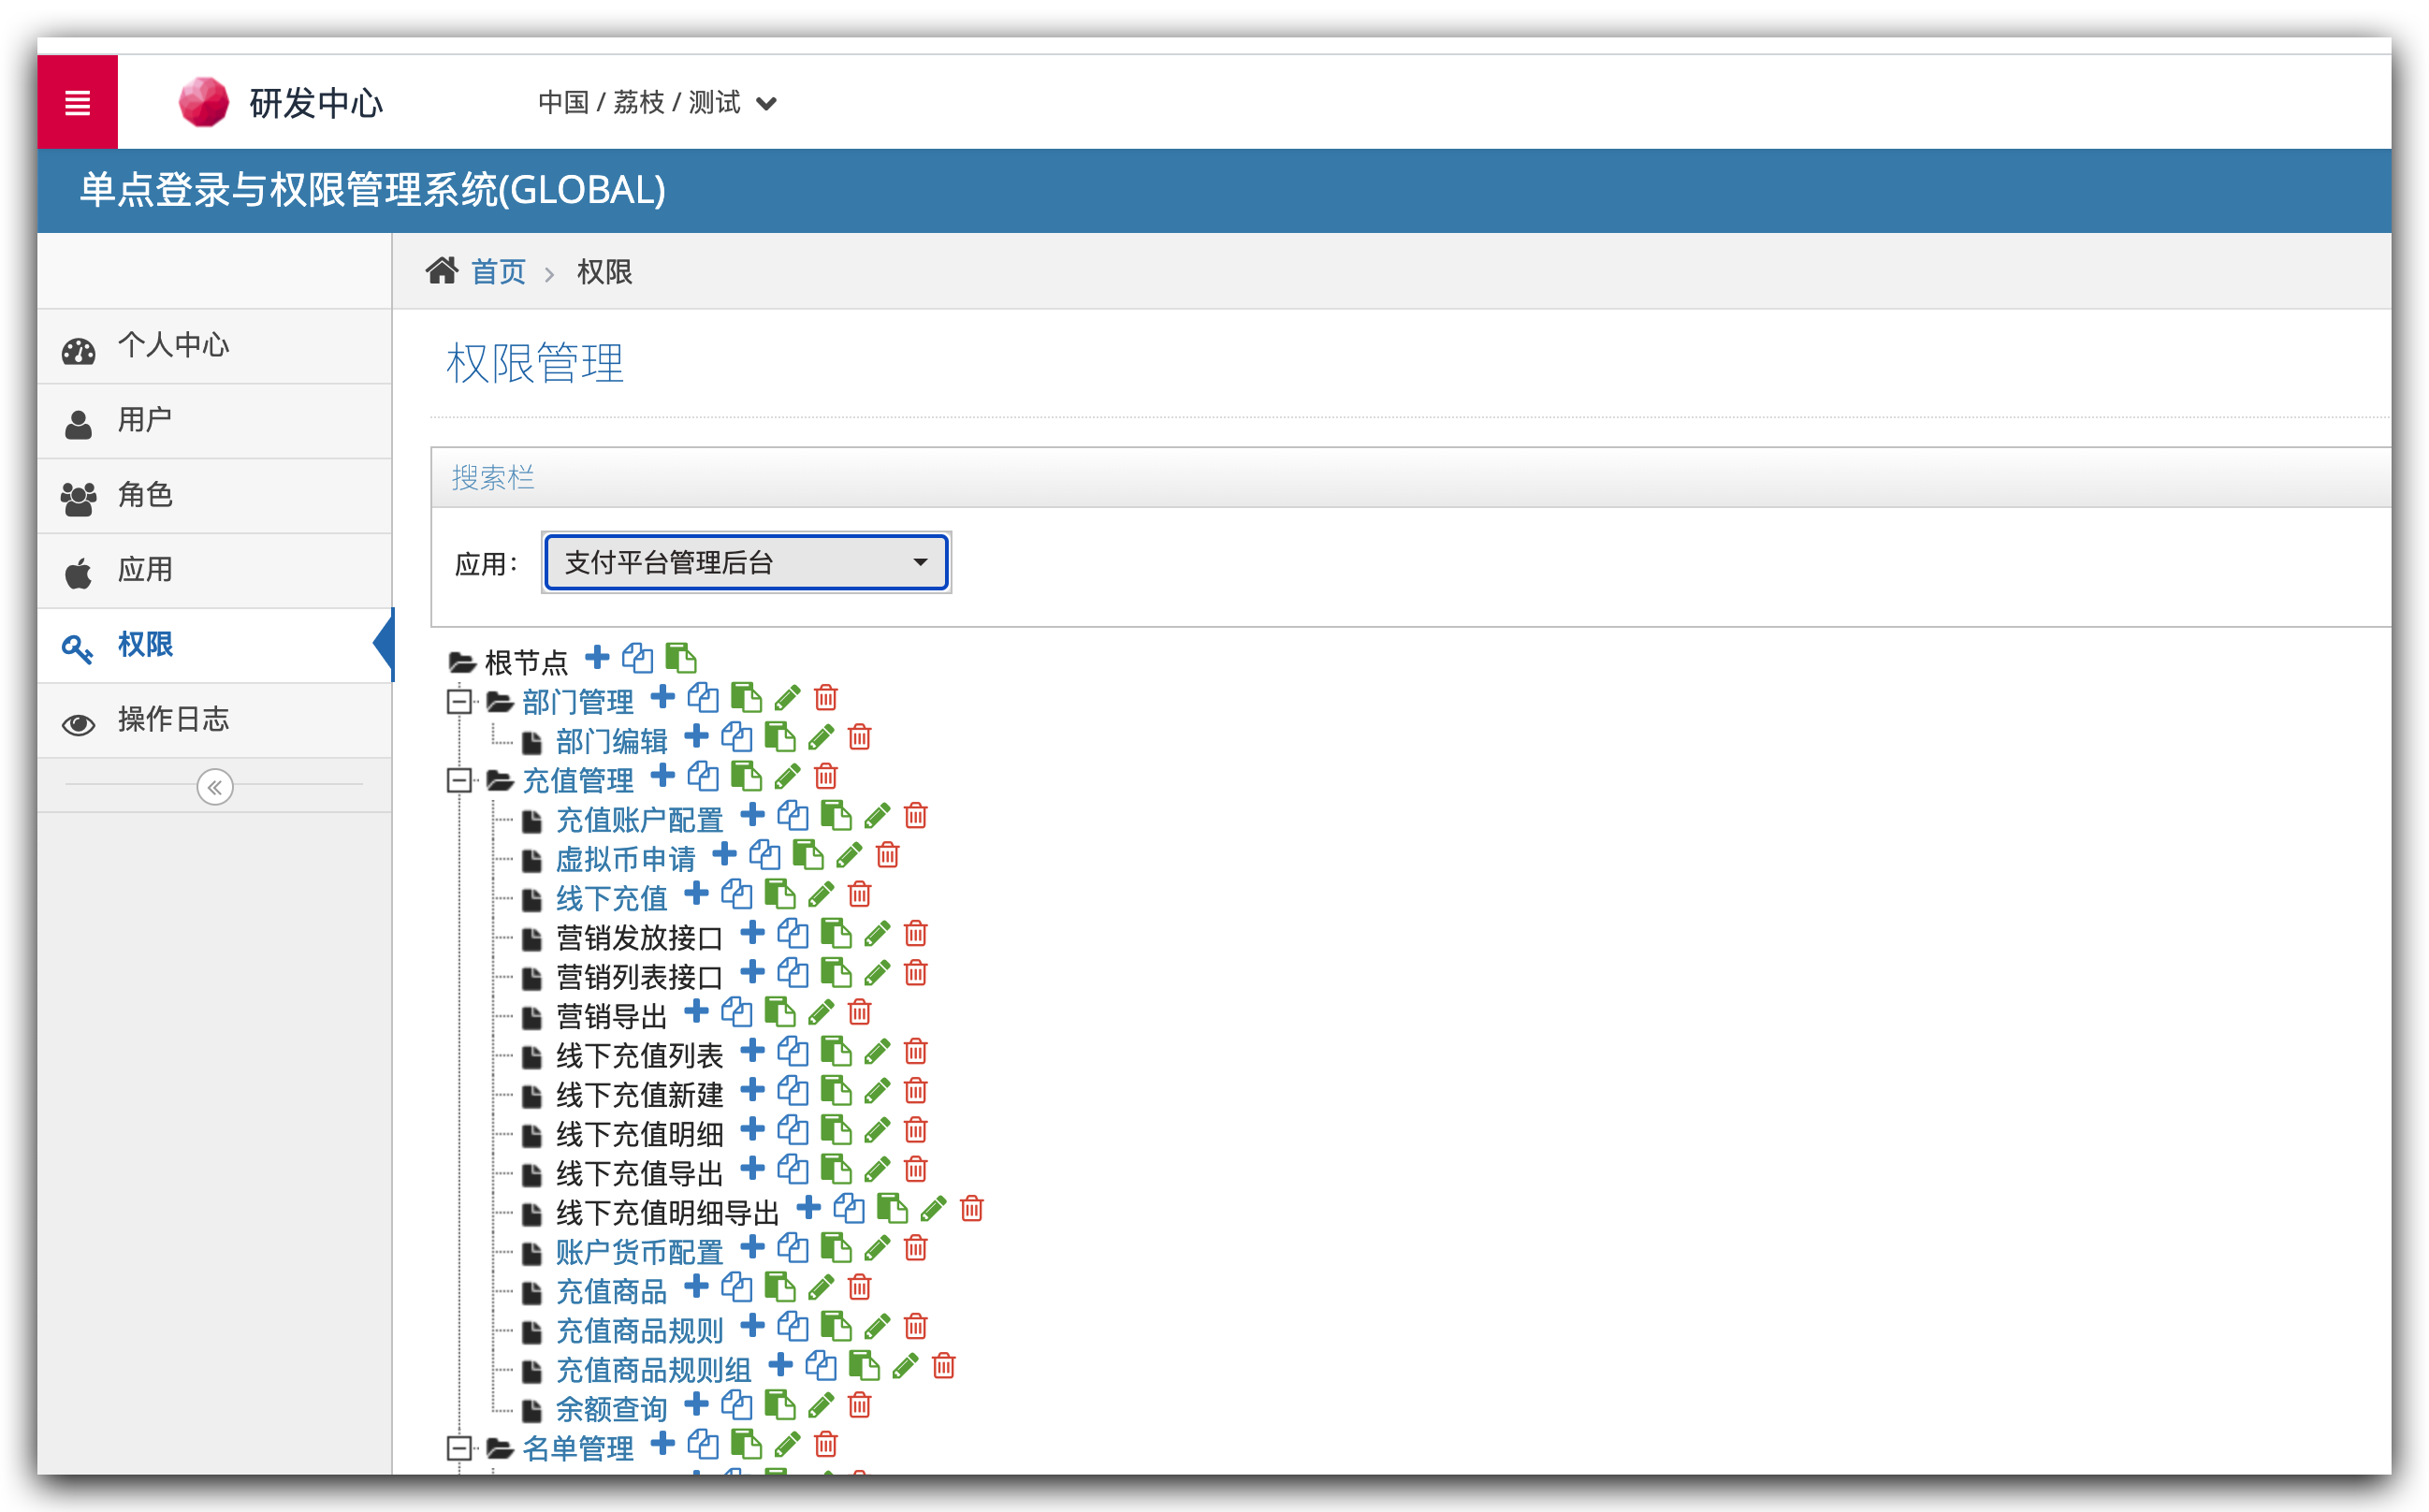 研发中心
中国 / 荔枝 / 测试
单点登录与权限管理系统(GLOBAL)
首页 > 权限
个人中心
用户
角色
应用
权限
操作日志
权限管理
搜索栏
应用：
支付平台管理后台
根节点
部门管理
部门编辑
充值管理
充值账户配置
虚拟币申请
线下充值
营销发放接口
营销列表接口
营销导出
线下充值列表
线下充值新建
线下充值明细
线下充值导出
线下充值明细导出
账户货币配置
充值商品
充值商品规则
充值商品规则组
余额查询
名单管理